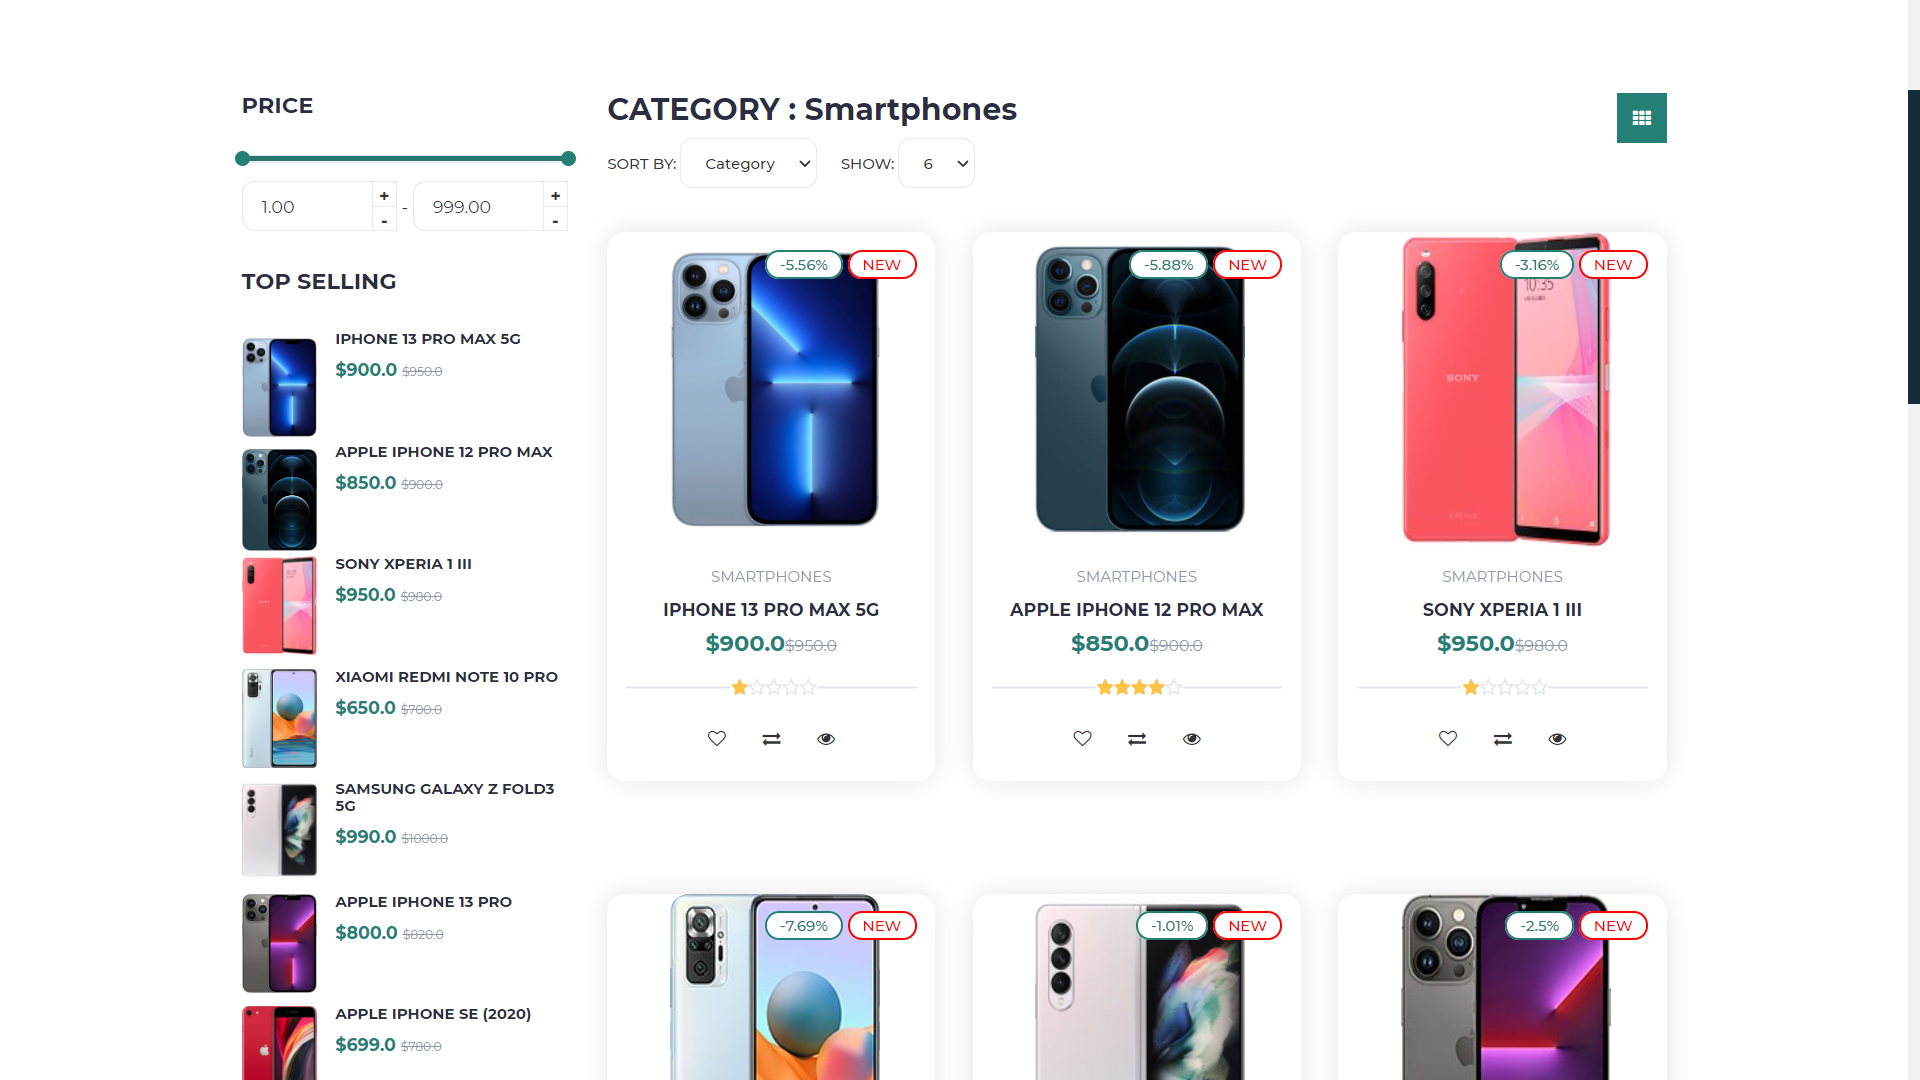 PRICE
1.00
+
-
-
999.00
+
-
TOP SELLING
IPHONE 13 PRO MAX 5G
$900.0 $950.0
APPLE IPHONE 12 PRO MAX
$850.0 $900.0
SONY XPERIA 1 III
$950.0 $980.0
XIAOMI REDMI NOTE 10 PRO
$650.0 $700.0
SAMSUNG GALAXY Z FOLD3
5G
$990.0 $1000.0
APPLE IPHONE 13 PRO
$800.0 $820.0
APPLE IPHONE SE (2020)
$699.0 $780.0
CATEGORY : Smartphones
SORT BY: Category SHOW: 6
-5.56% NEW
SMARTPHONES
IPHONE 13 PRO MAX 5G
$900.0$950.0
-5.88% NEW
SMARTPHONES
APPLE IPHONE 12 PRO MAX
$850.0$900.0
-3.16% NEW
10:35
SONY
XPERIA
SMARTPHONES
SONY XPERIA 1 III
$950.0$980.0
-7.69% NEW
-1.01% NEW
-2.5% NEW